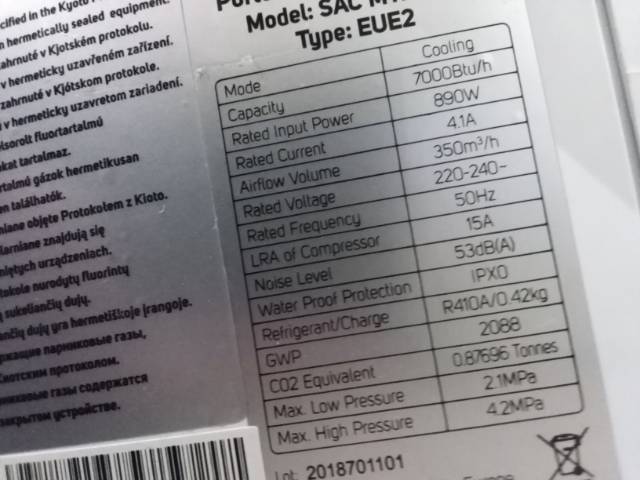 cified in the Kyoto
hermetically sealed equipment.
zahrnuté v Kjótském protokolu.
v hermeticky uzavřeném zařízení.
zahrnuté v Kjótskom protokole.
v hermeticky uzavretom zariadení.
fluortartalmú
tartalmaz.
gázok hermetikusan
találhatók.
objęte Protokołem z Kioto.
znajdują się
urządzeniach.
nurodytų fluorintų
dujų.
dujų yra hermetiškoje įrangoje.
парниковые газы,
протоколом.
газы содержатся
устройстве.
Model: SAC
Type: EUE2
Mode Cooling
Capacity 7000Btu/h
Rated Input Power 890W
Rated Current 4.1A
Airflow Volume 350m³/h
Rated Voltage 220-240~
Rated Frequency 50Hz
LRA of Compressor 15A
Noise Level 53dB(A)
Water Proof Protection IPX0
Refrigerant/Charge R410A/0.42kg
GWP 2088
CO2 Equivalent 0.87696 Tonnes
Max. Low Pressure 2.1MPa
Max. High Pressure 4.2MPa
Lot: 2018701101